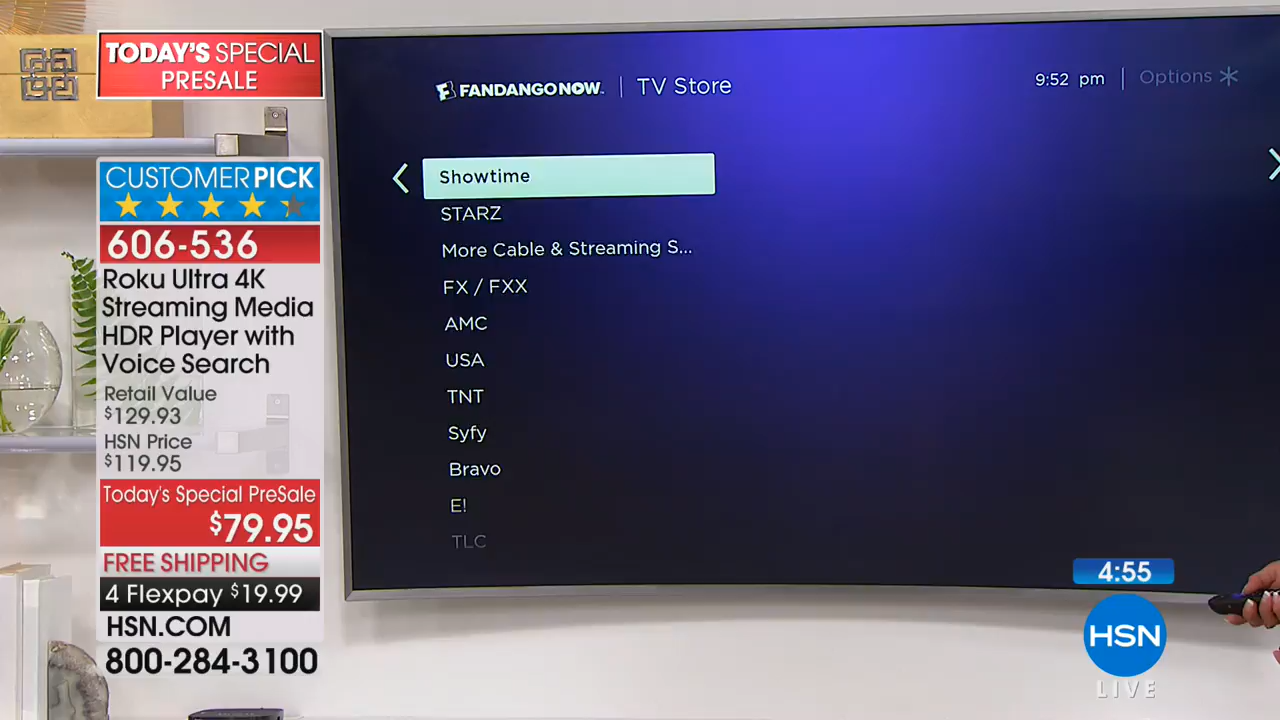 TODAY'S SPECIAL
PRESALE
CUSTOMER PICK
606-536
Roku Ultra 4K
Streaming Media
HDR Player with
Voice Search
Retail Value
$129.93
HSN Price
$119.95
Today's Special PreSale
$79.95
FREE SHIPPING
4 Flexpay $19.99
HSN.COM
800-284-3100
FANDANGONOW. | TV Store
9:52 pm | Options
Showtime
STARZ
More Cable & Streaming S...
FX / FXX
AMC
USA
TNT
Syfy
Bravo
E!
TLC
4:55
HSN
LIVE